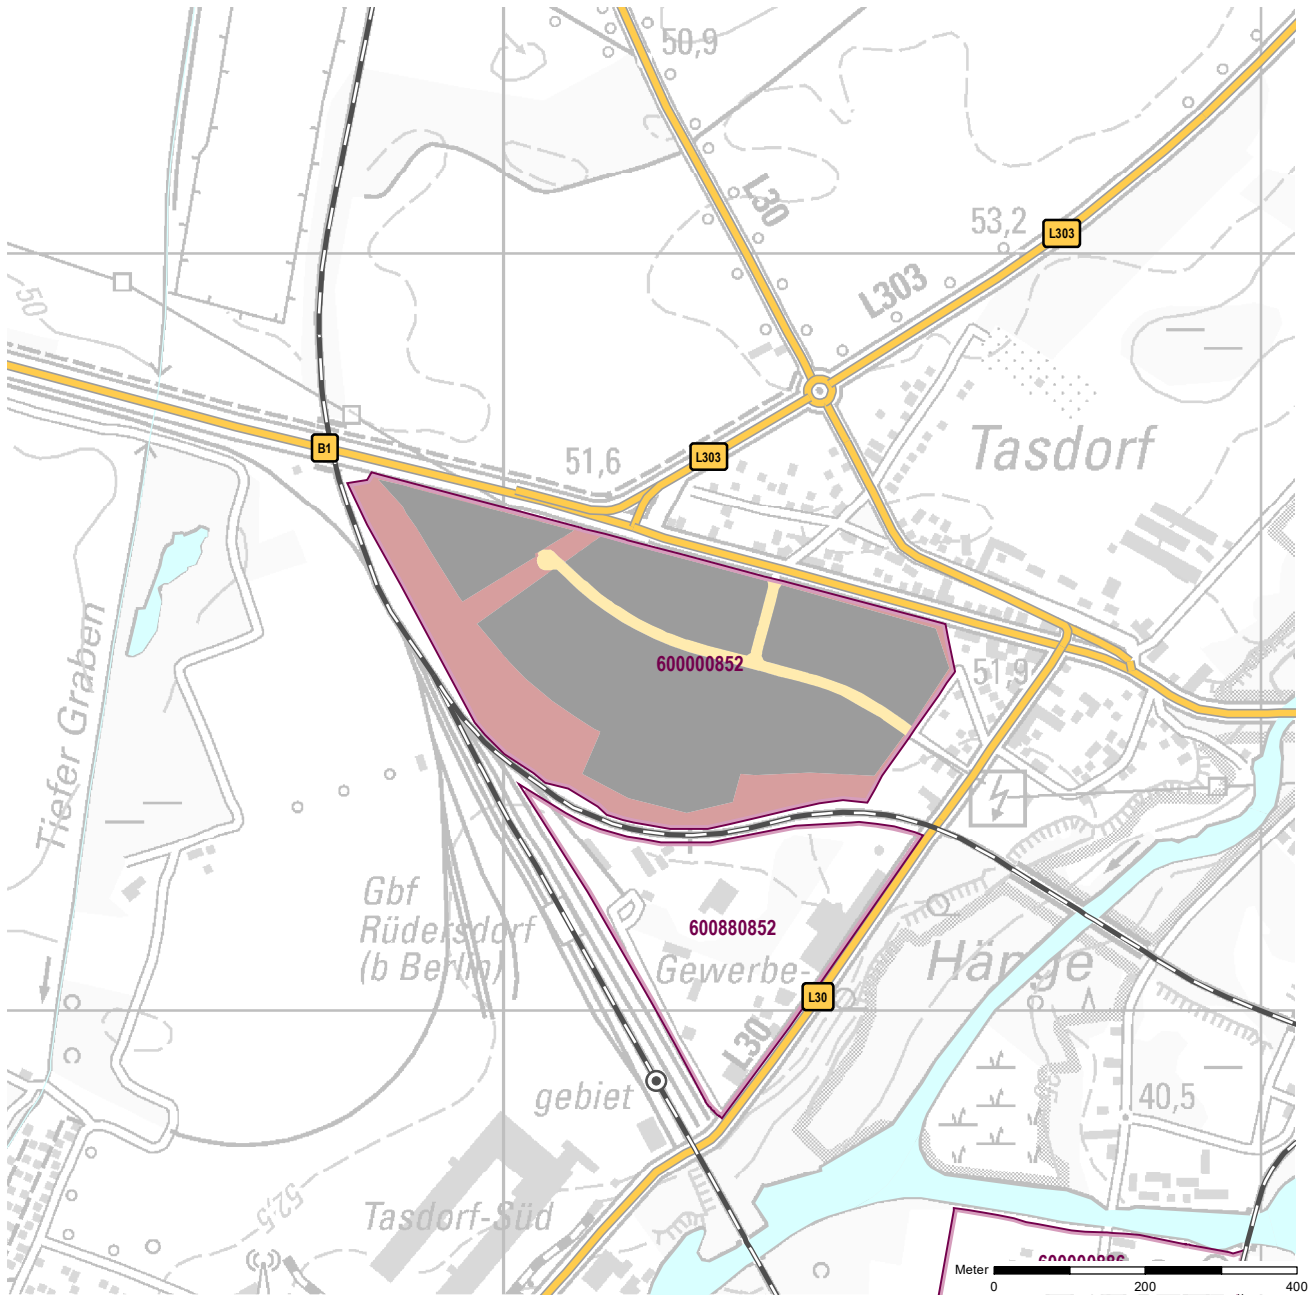 50,9
L30
53,2
L303
L303
50
B1
51,6
L303
Tasdorf
600000852
51,9
Tiefer Graben
Gbf
Rüdersdorf
(b Berlin)
600880852
Gewerbe-
Hänge
L30
L30
gebiet
40,5
52,5
Tasdorf-Süd
600000886
Meter
0 200 400